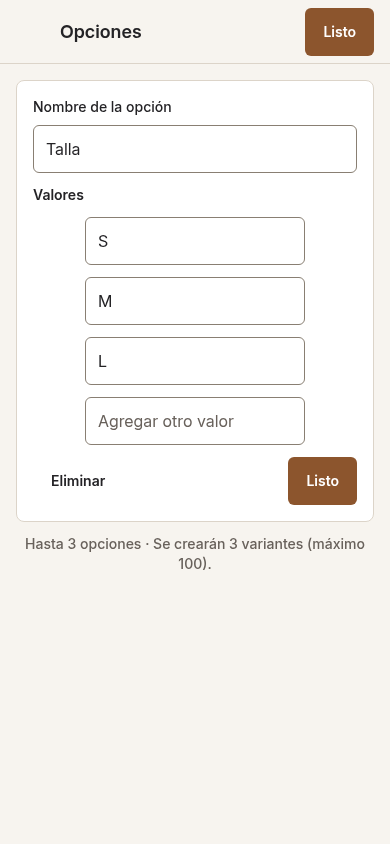 Opciones
Listo
Nombre de la opción
Talla
Valores
S
M
L
Agregar otro valor
Eliminar
Listo
Hasta 3 opciones · Se crearán 3 variantes (máximo
100).